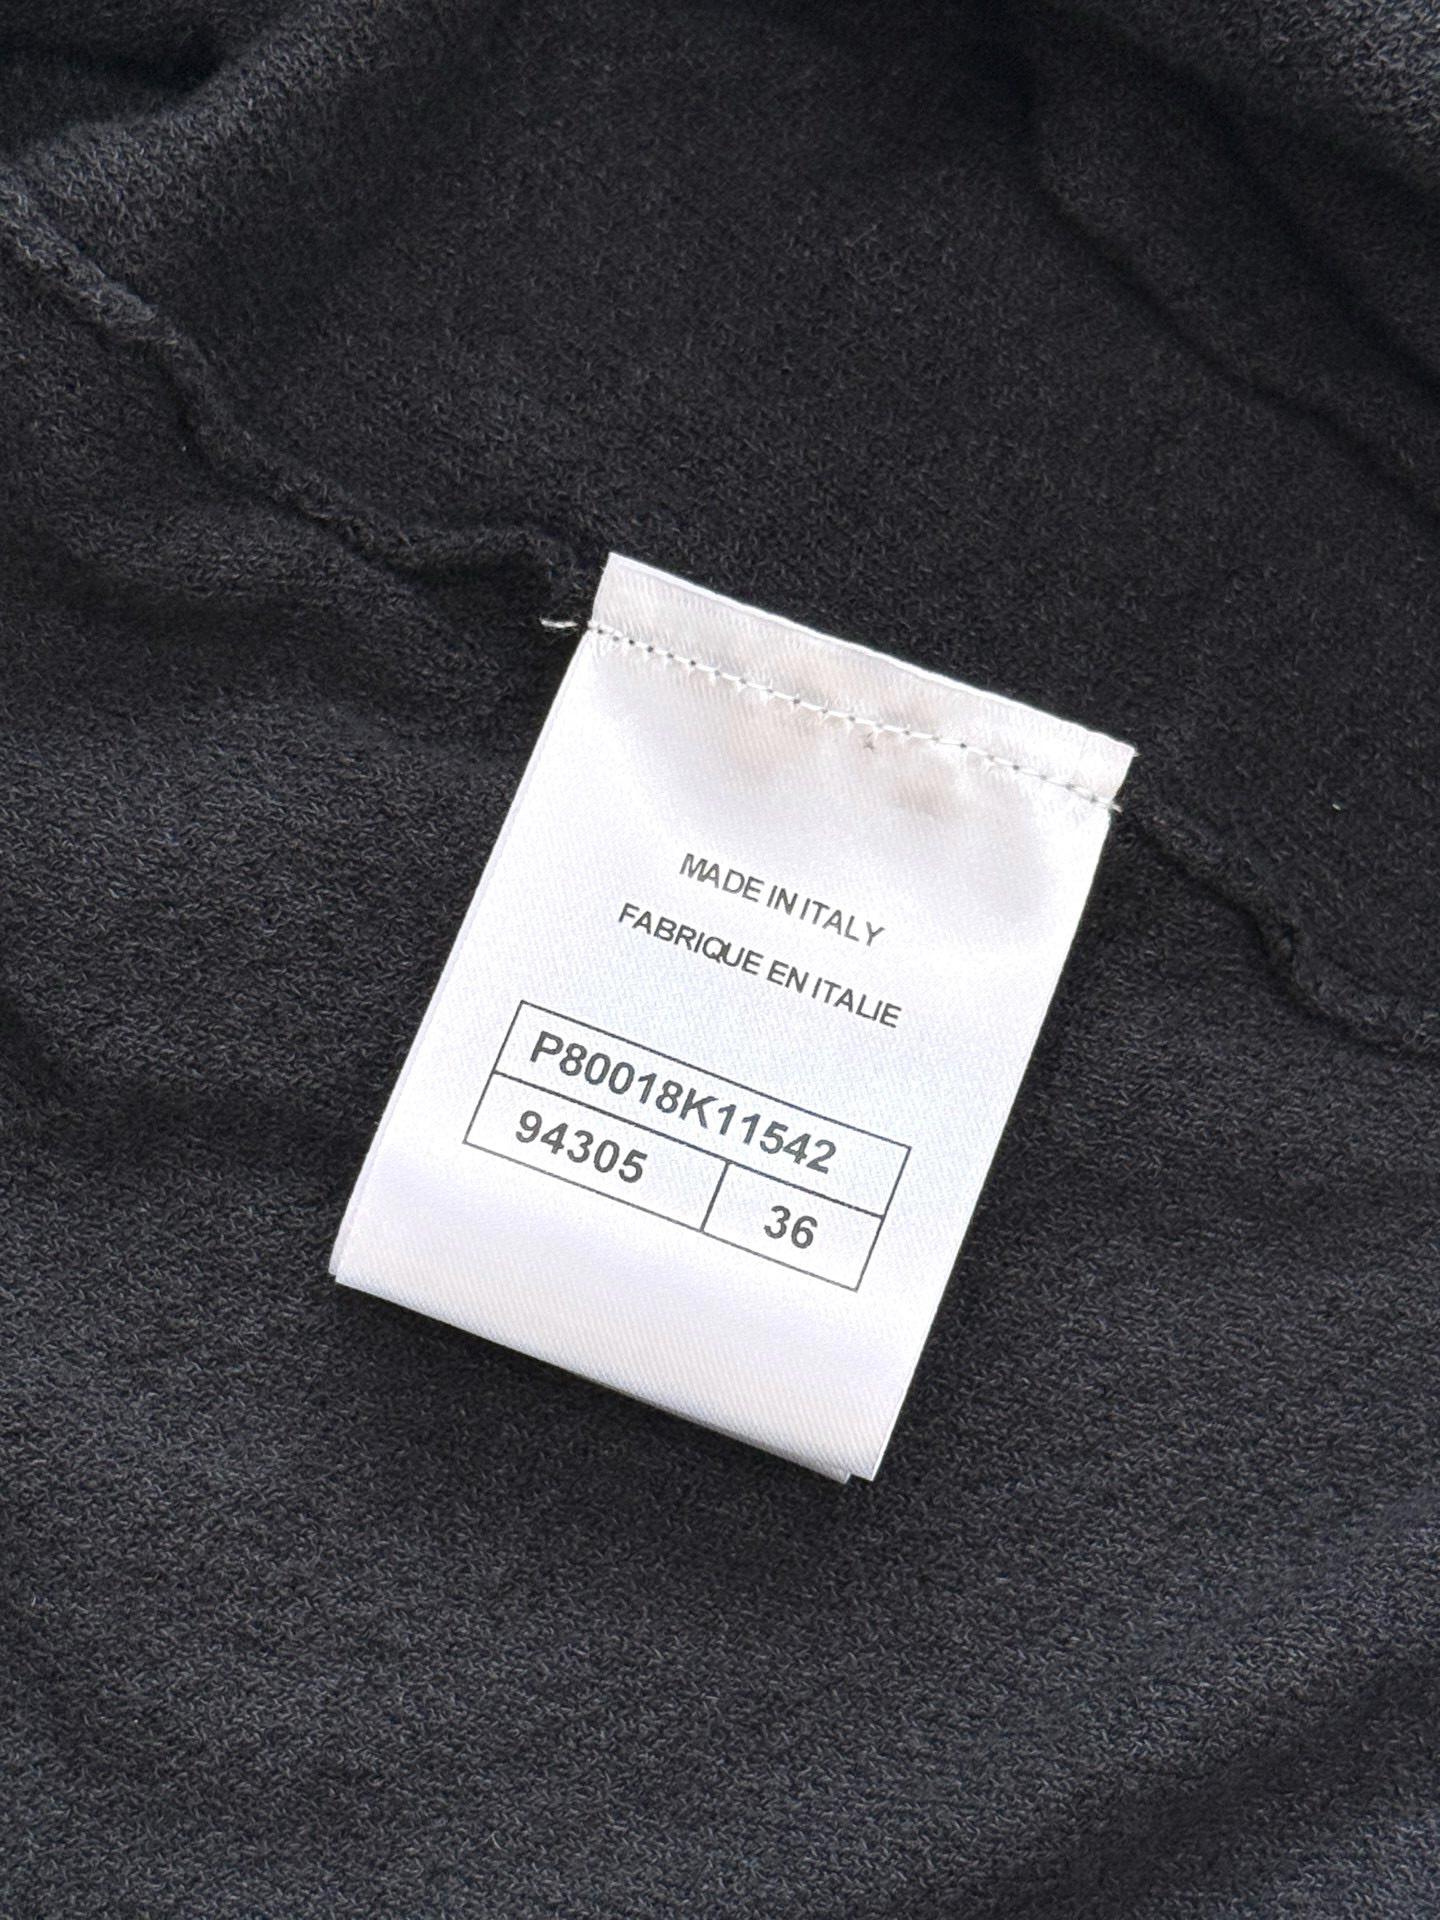 MADE IN ITALY
FABRIQUE EN ITALIE
P80018K11542
94305 36